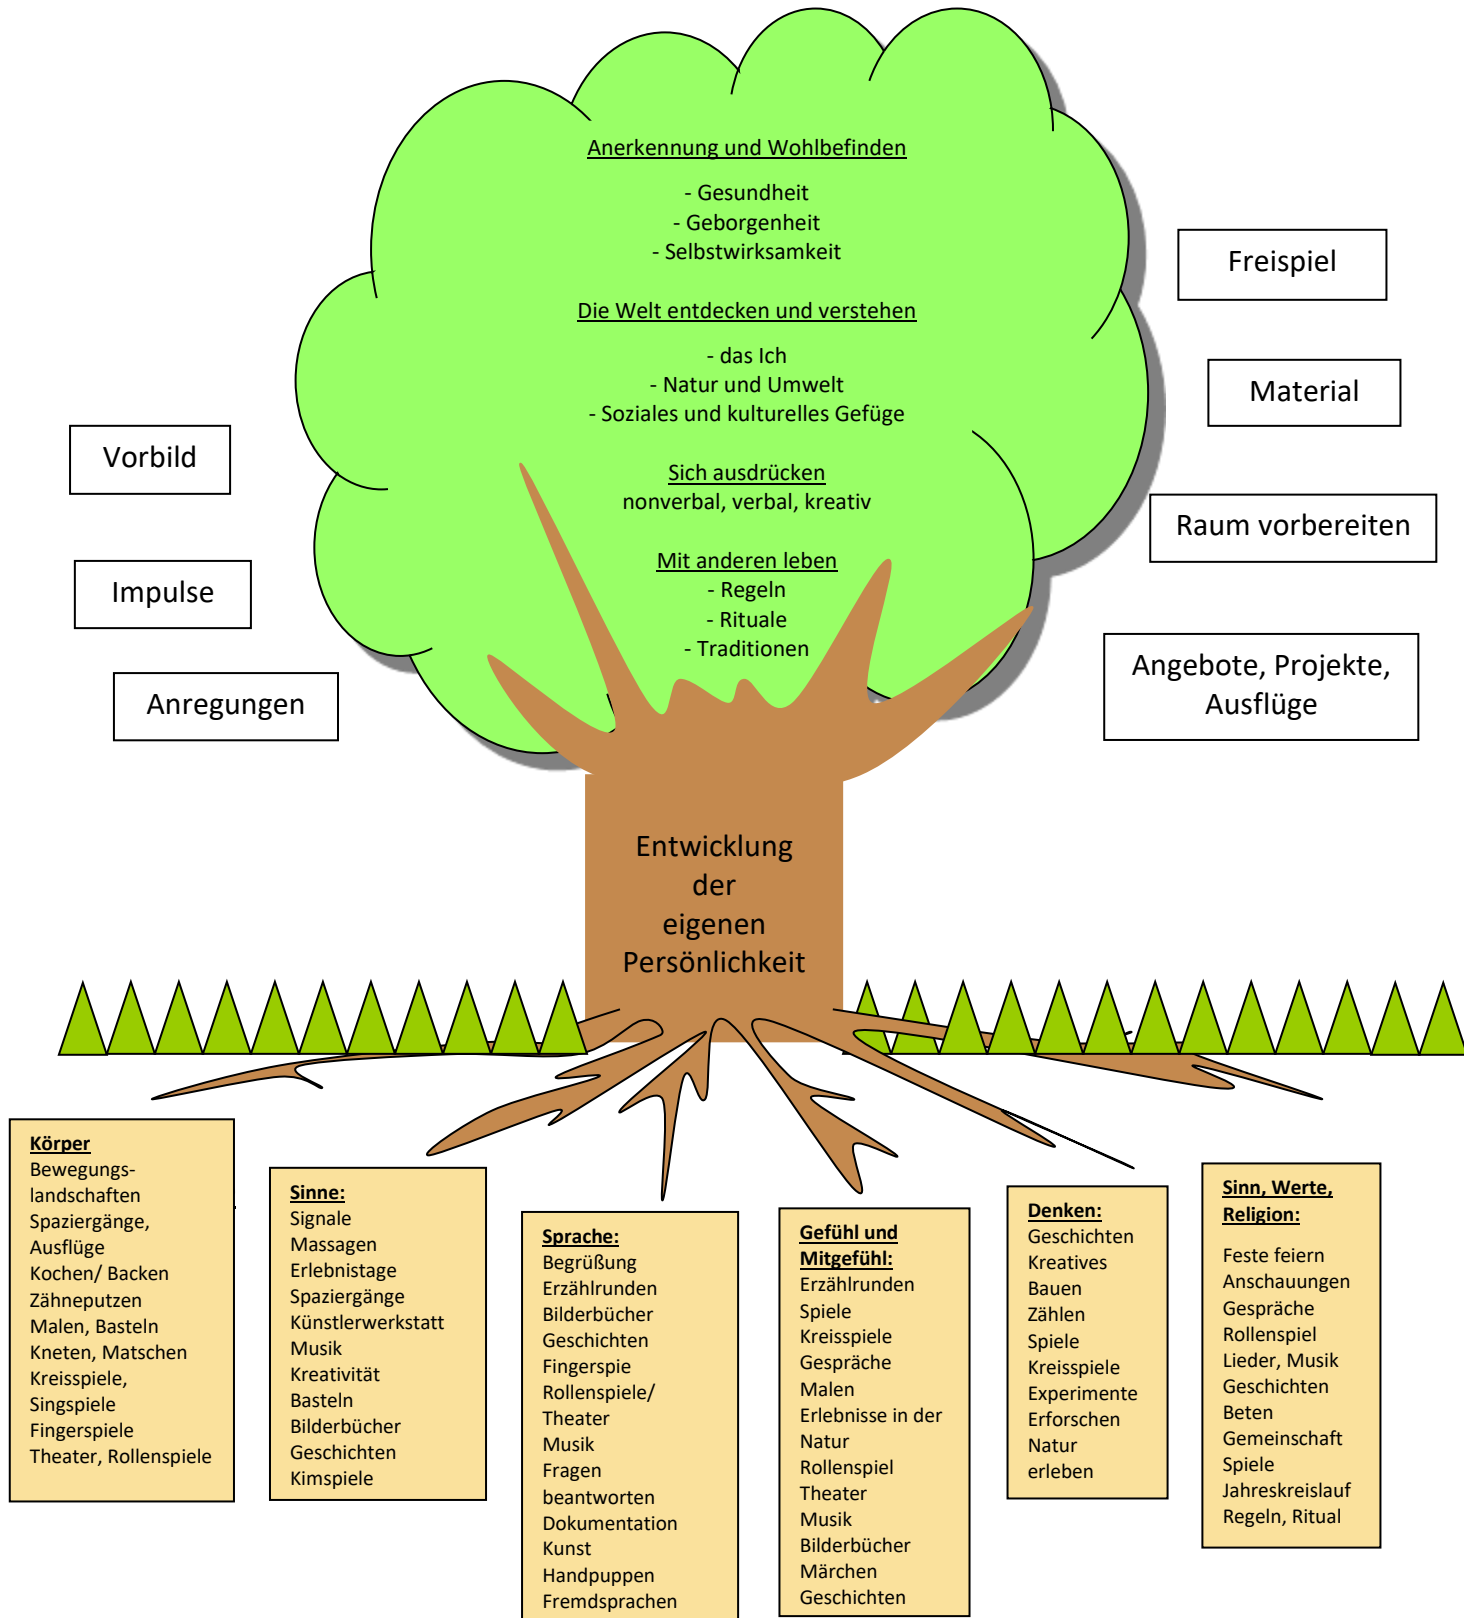 Anerkennung und Wohlbefinden
- Gesundheit
- Geborgenheit
- Selbstwirksamkeit
Die Welt entdecken und verstehen
- das Ich
- Natur und Umwelt
- Soziales und kulturelles Gefüge
Sich ausdrücken
nonverbal, verbal, kreativ
Mit anderen leben
- Regeln
- Rituale
- Traditionen
Vorbild
Impulse
Anregungen
Freispiel
Material
Raum vorbereiten
Angebote, Projekte,
Ausflüge
Entwicklung
der
eigenen
Persönlichkeit
Körper
Bewegungs-
landschaften
Spaziergänge,
Ausflüge
Kochen/ Backen
Zähneputzen
Malen, Basteln
Kneten, Matschen
Kreisspiele,
Singspiele
Fingerspiele
Theater, Rollenspiele
Sinne:
Signale
Massagen
Erlebnistage
Spaziergänge
Künstlerwerkstatt
Musik
Kreativität
Basteln
Bilderbücher
Geschichten
Kimspiele
Sprache:
Begrüßung
Erzählrunden
Bilderbücher
Geschichten
Fingerspie
Rollenspiele/
Theater
Musik
Fragen
beantworten
Dokumentation
Kunst
Handpuppen
Fremdsprachen
Gefühl und
Mitgefühl:
Erzählrunden
Spiele
Kreisspiele
Gespräche
Malen
Erlebnisse in der
Natur
Rollenspiel
Theater
Musik
Bilderbücher
Märchen
Geschichten
Denken:
Geschichten
Kreatives
Bauen
Zählen
Spiele
Kreisspiele
Experimente
Erforschen
Natur
erleben
Sinn, Werte,
Religion:
Feste feiern
Anschauungen
Gespräche
Rollenspiel
Lieder, Musik
Geschichten
Beten
Gemeinschaft
Spiele
Jahreskreislauf
Regeln, Ritual